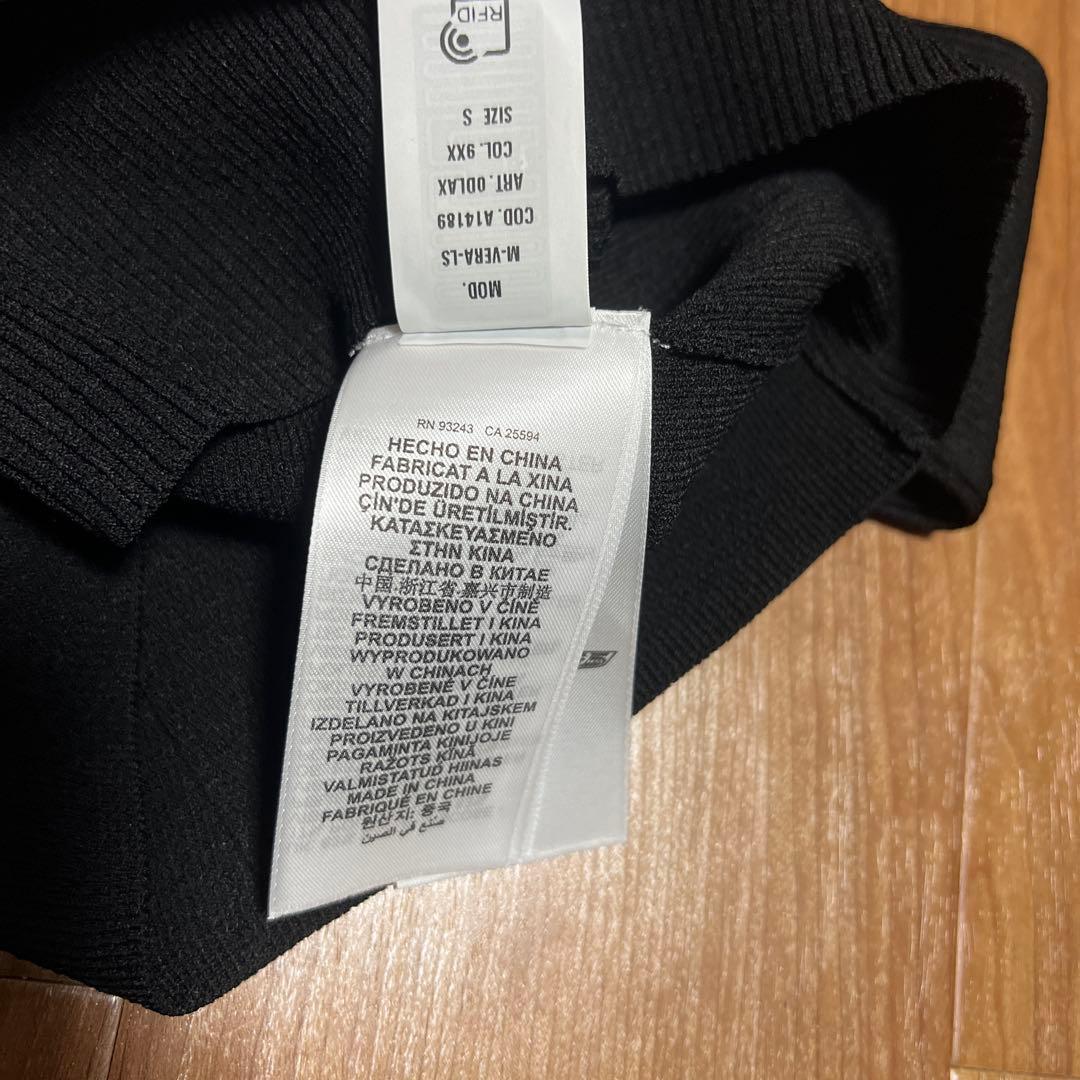 RFID
SIZE S
COL. 9XX
ART. 0DLAX
COD. A14189
M-VERA-LS
MOD.
RN 93243 CA 25594
HECHO EN CHINA
FABRICAT A LA XINA
PRODUZIDO NA CHINA
ÇİN'DE ÜRETİLMİŞTİR.
ΚΑΤΑΣΚΕΥΑΣΜΕΝΟ
ΣΤΗΝ ΚΙΝΑ
СДЕЛАНО В КИТАЕ
中国.浙江省.嘉兴市制造
VYROBENO V ČÍNĚ
FREMSTILLET I KINA
PRODUSERT I KINA
WYPRODUKOWANO
W CHINACH
VYROBENÉ V ČÍNE
TILLVERKAD I KINA
IZDELANO NA KITAJSKEM
PROIZVEDENO U KINI
PAGAMINTA KINIJOJE
RAŽOTS ĶĪNĀ
VALMISTATUD HIINAS
MADE IN CHINA
FABRIQUÉ EN CHINE
원산지: 중국
صنع في الصين